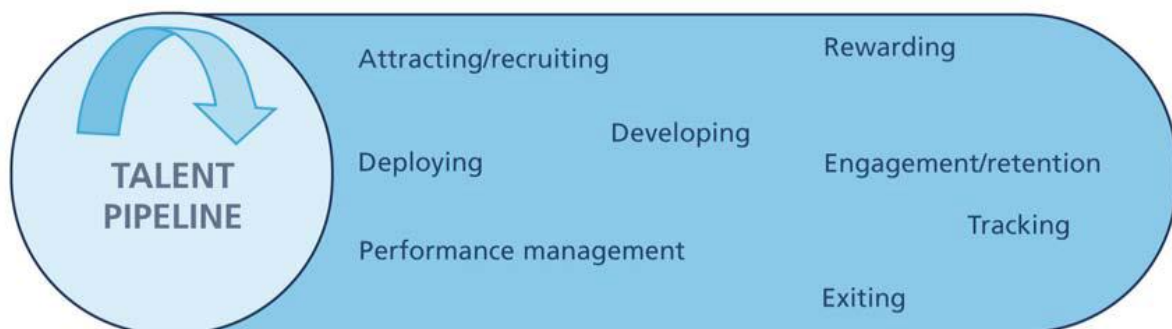 TALENT
PIPELINE
Attracting/recruiting
Rewarding
Developing
Deploying
Engagement/retention
Tracking
Performance management
Exiting